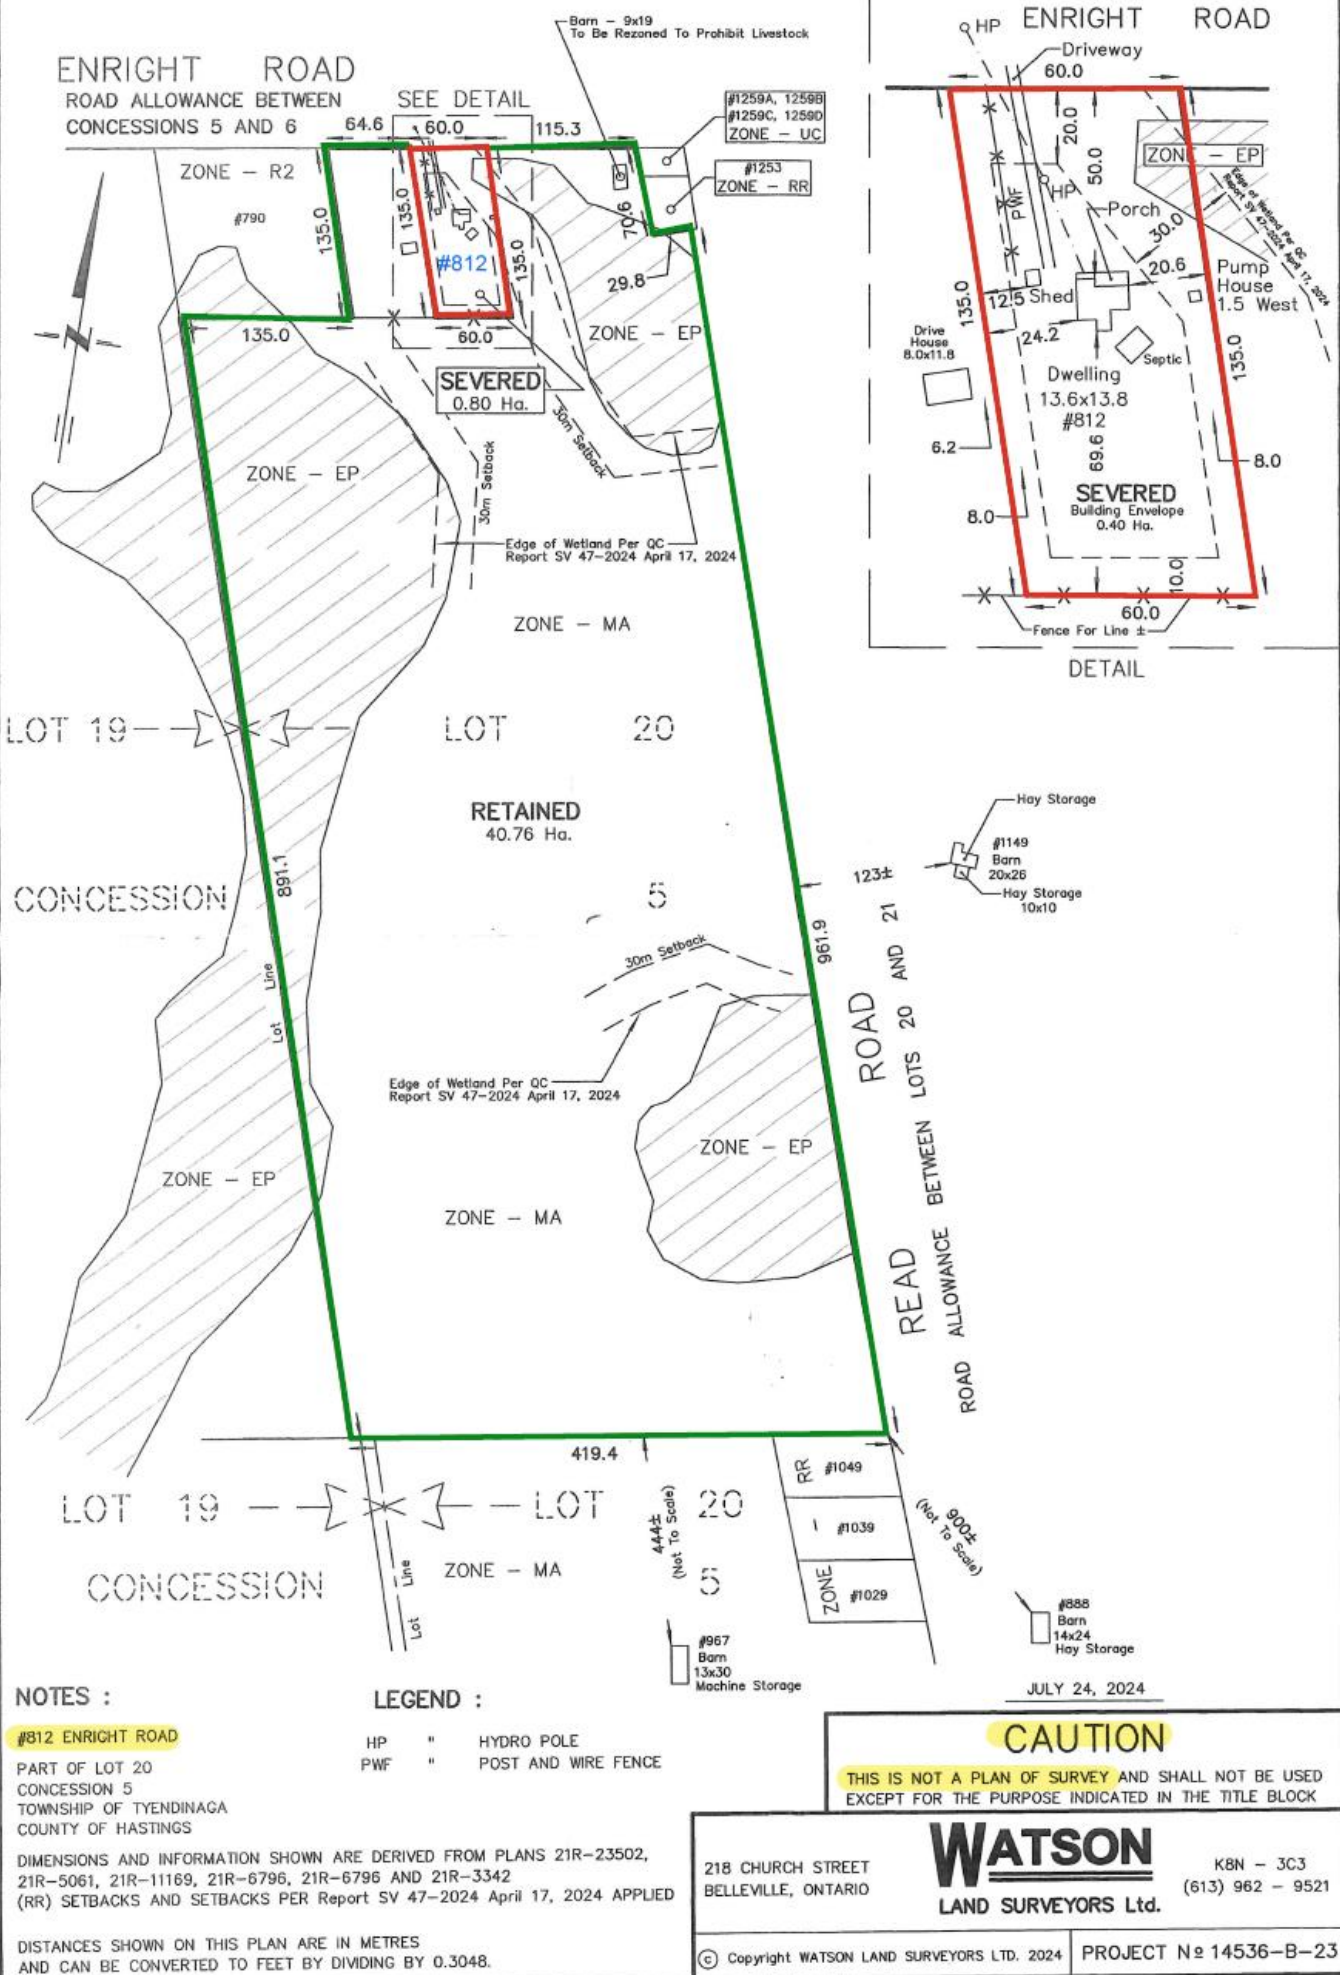 ENRIGHT ROAD
ROAD ALLOWANCE BETWEEN
CONCESSIONS 5 AND 6
SEE DETAIL
64.6
60.0
115.3
Barn - 9x19
To Be Rezoned To Prohibit Livestock
#1259A, 1259B
#1259C, 1259D
ZONE - UC
#1253
ZONE - RR
ZONE - R2
#790
135.0
135.0
135.0
#812
70.6
29.8
ZONE - EP
N
135.0
60.0
SEVERED
0.80 Ha.
30m Setback
30m Setback
ZONE - EP
Edge of Wetland Per QC
Report SV 47-2024 April 17, 2024
ZONE - MA
LOT 19
LOT 20
RETAINED
40.76 Ha.
CONCESSION
5
891.1
Lot Line
123±
961.9
Hay Storage
#1149
Barn
20x26
Hay Storage
10x10
30m Setback
Edge of Wetland Per QC
Report SV 47-2024 April 17, 2024
ZONE - EP
ZONE - EP
ZONE - MA
READ ROAD
ROAD ALLOWANCE BETWEEN LOTS 20 AND 21
419.4
LOT 19
LOT 20
CONCESSION
5
Lot Line
ZONE - MA
444±
(Not To Scale)
ZONE - RR
#1049
#1039
#1029
900±
(Not To Scale)
#967
Barn
13x30
Machine Storage
#888
Barn
14x24
Hay Storage
ENRIGHT ROAD
HP
Driveway
60.0
20.0
50.0
ZONE - EP
Edge of Wetland Per QC
Report SV 47-2024 April 17, 2024
PWF
HP
Porch
30.0
20.6
Pump
House
1.5 West
135.0
12.5
Shed
24.2
Drive
House
8.0x11.8
Septic
135.0
Dwelling
13.6x13.8
#812
6.2
69.6
8.0
SEVERED
Building Envelope
0.40 Ha.
8.0
10.0
60.0
Fence For Line ±
DETAIL
JULY 24, 2024
NOTES :
#812 ENRIGHT ROAD
PART OF LOT 20
CONCESSION 5
TOWNSHIP OF TYENDINAGA
COUNTY OF HASTINGS
DIMENSIONS AND INFORMATION SHOWN ARE DERIVED FROM PLANS 21R-23502,
21R-5061, 21R-11169, 21R-6796, 21R-6796 AND 21R-3342
(RR) SETBACKS AND SETBACKS PER Report SV 47-2024 April 17, 2024 APPLIED
DISTANCES SHOWN ON THIS PLAN ARE IN METRES
AND CAN BE CONVERTED TO FEET BY DIVIDING BY 0.3048.
LEGEND :
HP " HYDRO POLE
PWF " POST AND WIRE FENCE
CAUTION
THIS IS NOT A PLAN OF SURVEY AND SHALL NOT BE USED
EXCEPT FOR THE PURPOSE INDICATED IN THE TITLE BLOCK
218 CHURCH STREET
BELLEVILLE, ONTARIO
WATSON
LAND SURVEYORS Ltd.
K8N - 3C3
(613) 962 - 9521
© Copyright WATSON LAND SURVEYORS LTD. 2024
PROJECT Nº 14536-B-23